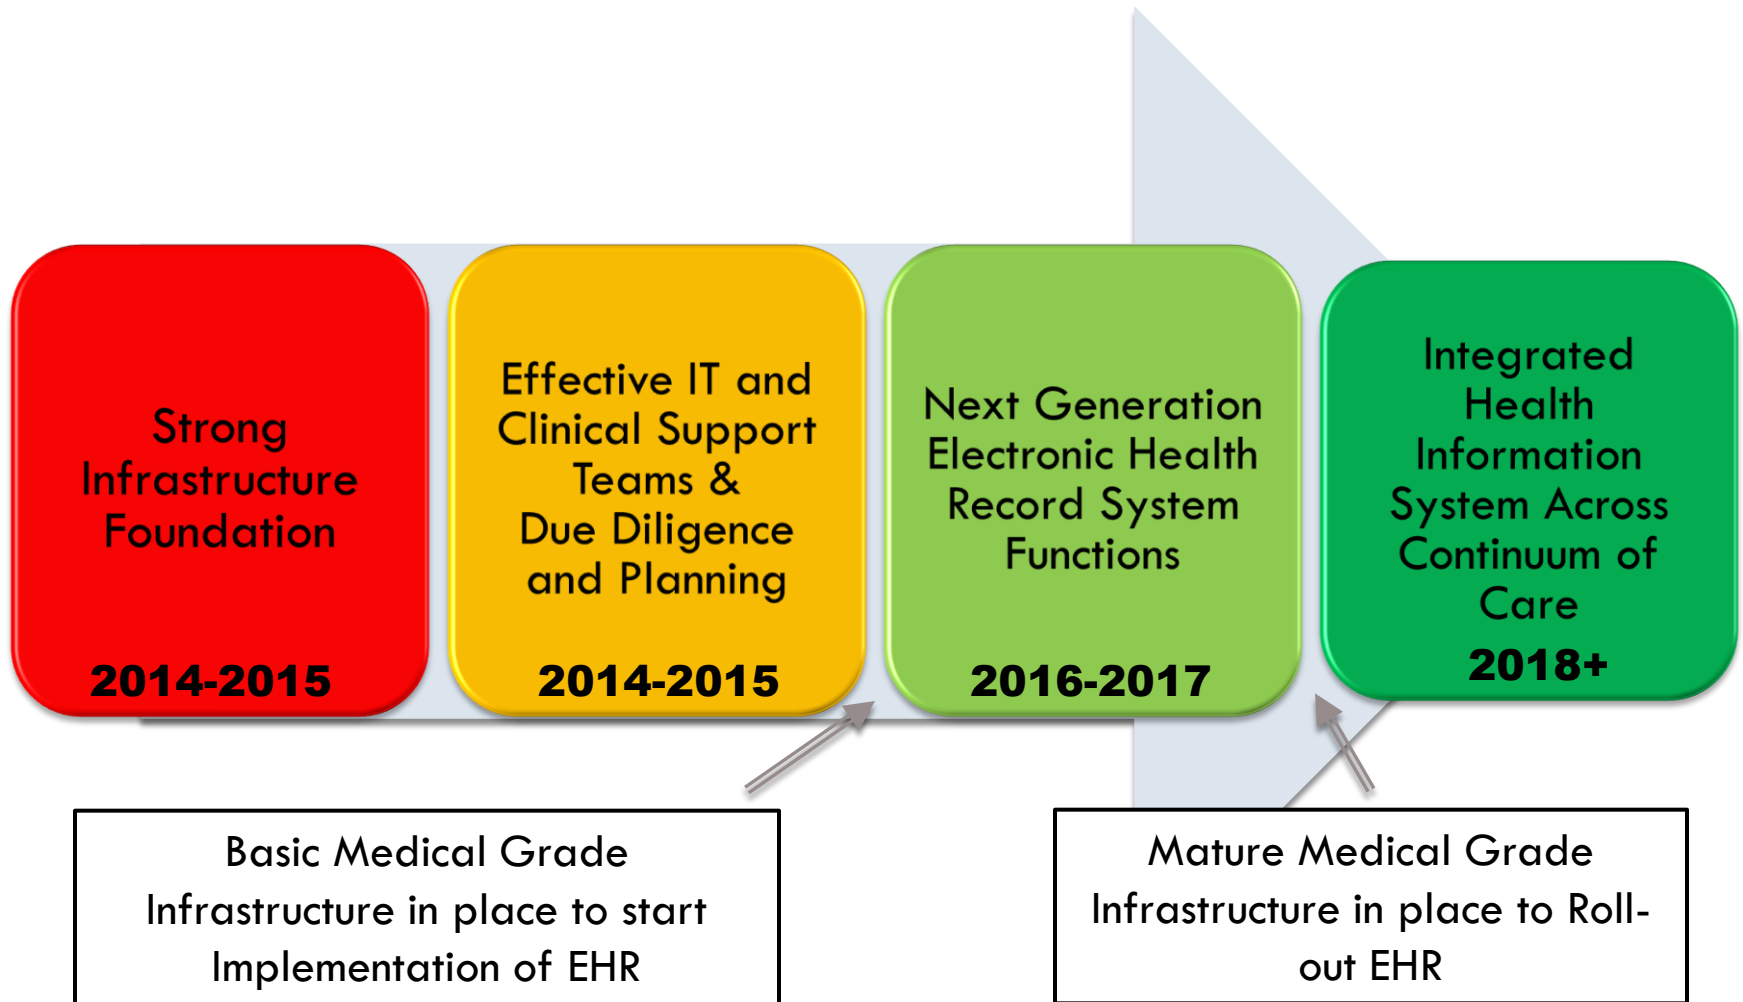 Strong
Infrastructure
Foundation
2014-2015
Effective IT and
Clinical Support
Teams &
Due Diligence
and Planning
2014-2015
Next Generation
Electronic Health
Record System
Functions
2016-2017
Integrated
Health
Information
System Across
Continuum of
Care
2018+
Basic Medical Grade
Infrastructure in place to start
Implementation of EHR
Mature Medical Grade
Infrastructure in place to Roll-
out EHR